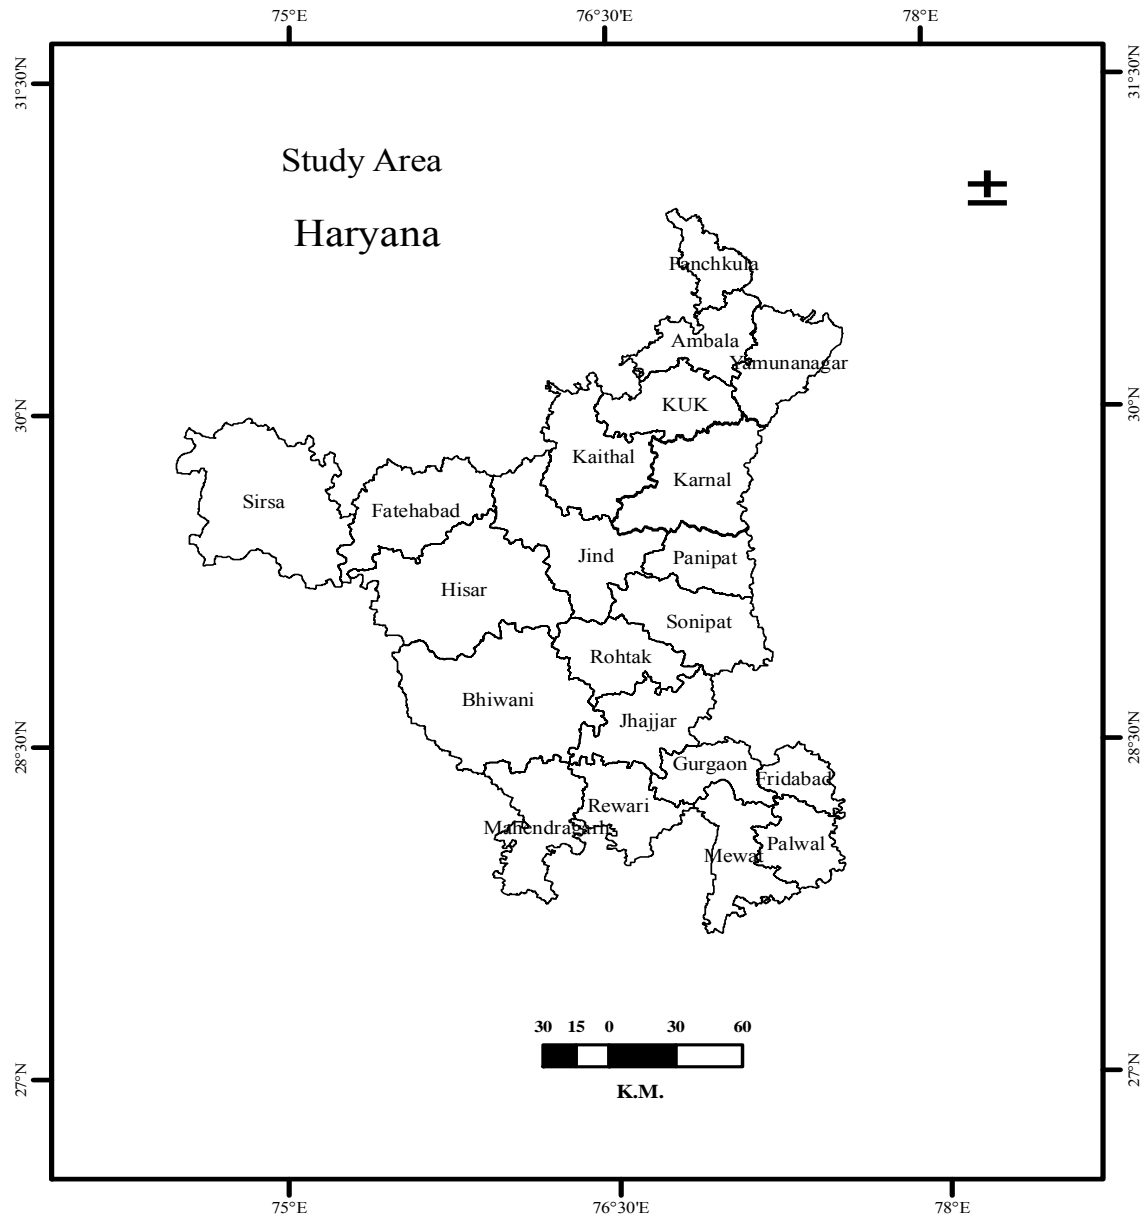 75°E 76°30'E 78°E
31°30'N 31°30'N
Study Area
Haryana
Panchkula
Ambala
Yamunanagar
KUK
30°N 30°N
Kaithal
Karnal
Sirsa
Fatehabad
Jind
Panipat
Hisar
Sonipat
Rohtak
Bhiwani
Jhajjar
28°30'N 28°30'N
Gurgaon
Fridabad
Rewari
Mahendragarh
Palwal
Mewat
30 15 0 30 60
K.M.
27°N 27°N
75°E 76°30'E 78°E